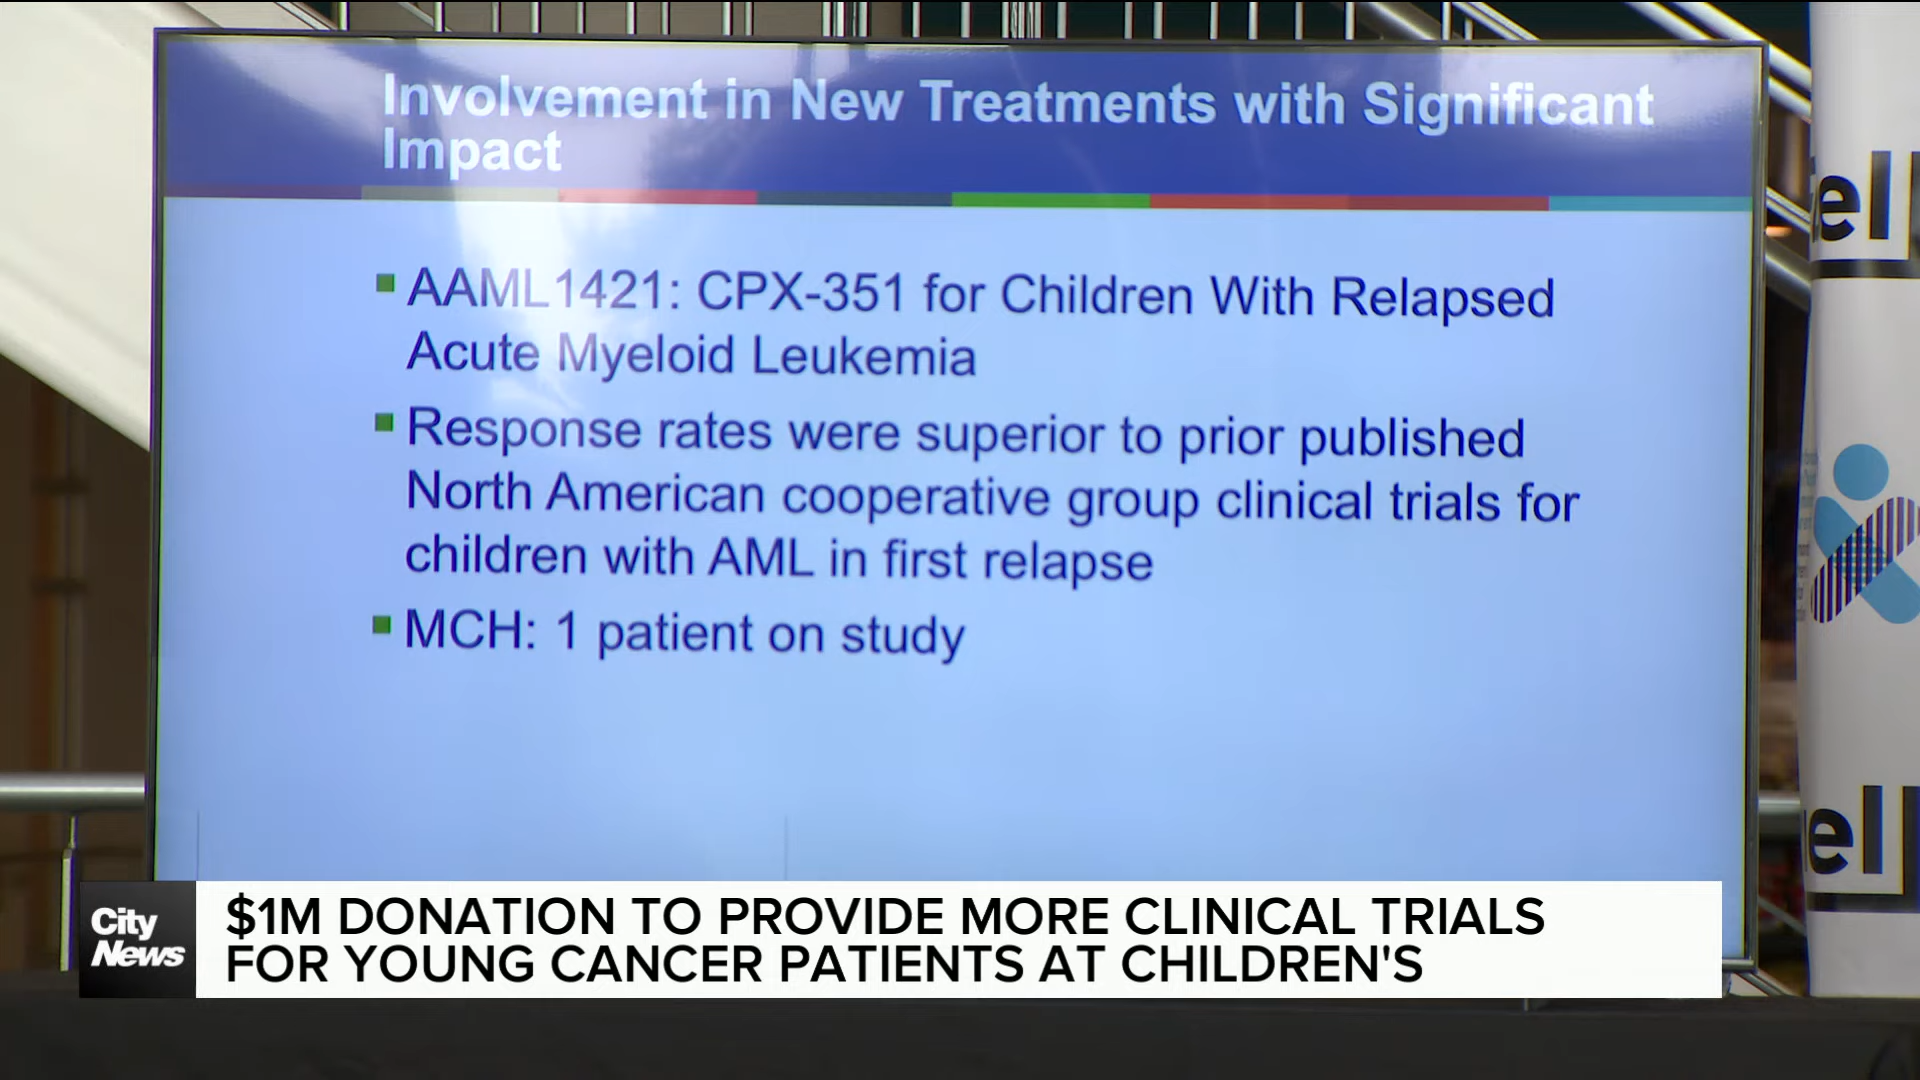 Involvement in New Treatments with Significant
Impact
AAML1421: CPX-351 for Children With Relapsed
Acute Myeloid Leukemia
Response rates were superior to prior published
North American cooperative group clinical trials for
children with AML in first relapse
MCH: 1 patient on study
el
el
City
News
$1M DONATION TO PROVIDE MORE CLINICAL TRIALS
FOR YOUNG CANCER PATIENTS AT CHILDREN'S